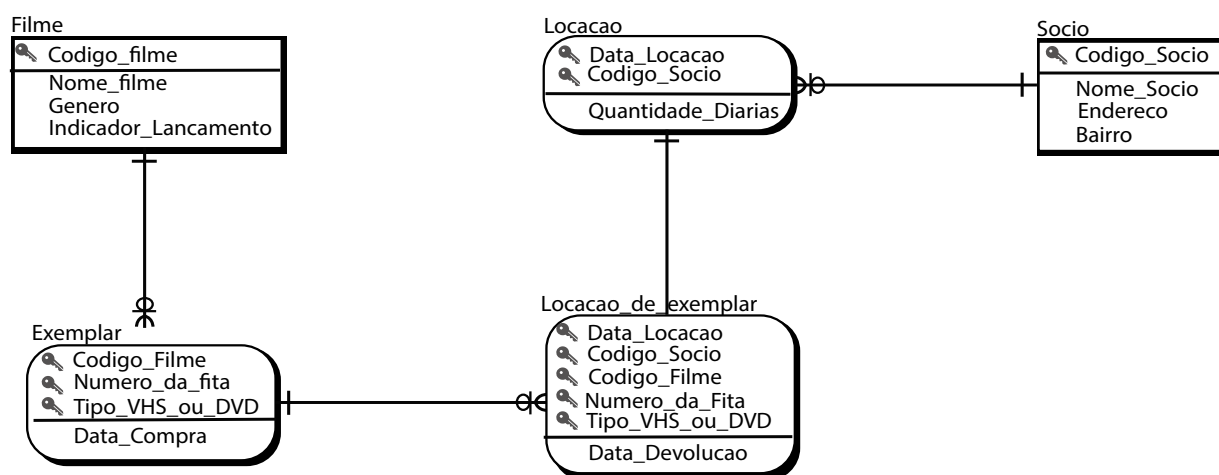 Filme
Codigo_filme
Nome_filme
Genero
Indicador_Lancamento
Locacao
Data_Locacao
Codigo_Socio
Quantidade_Diarias
Socio
Codigo_Socio
Nome_Socio
Endereco
Bairro
Exemplar
Codigo_Filme
Numero_da_fita
Tipo_VHS_ou_DVD
Data_Compra
Locacao_de_exemplar
Data_Locacao
Codigo_Socio
Codigo_Filme
Numero_da_Fita
Tipo_VHS_ou_DVD
Data_Devolucao